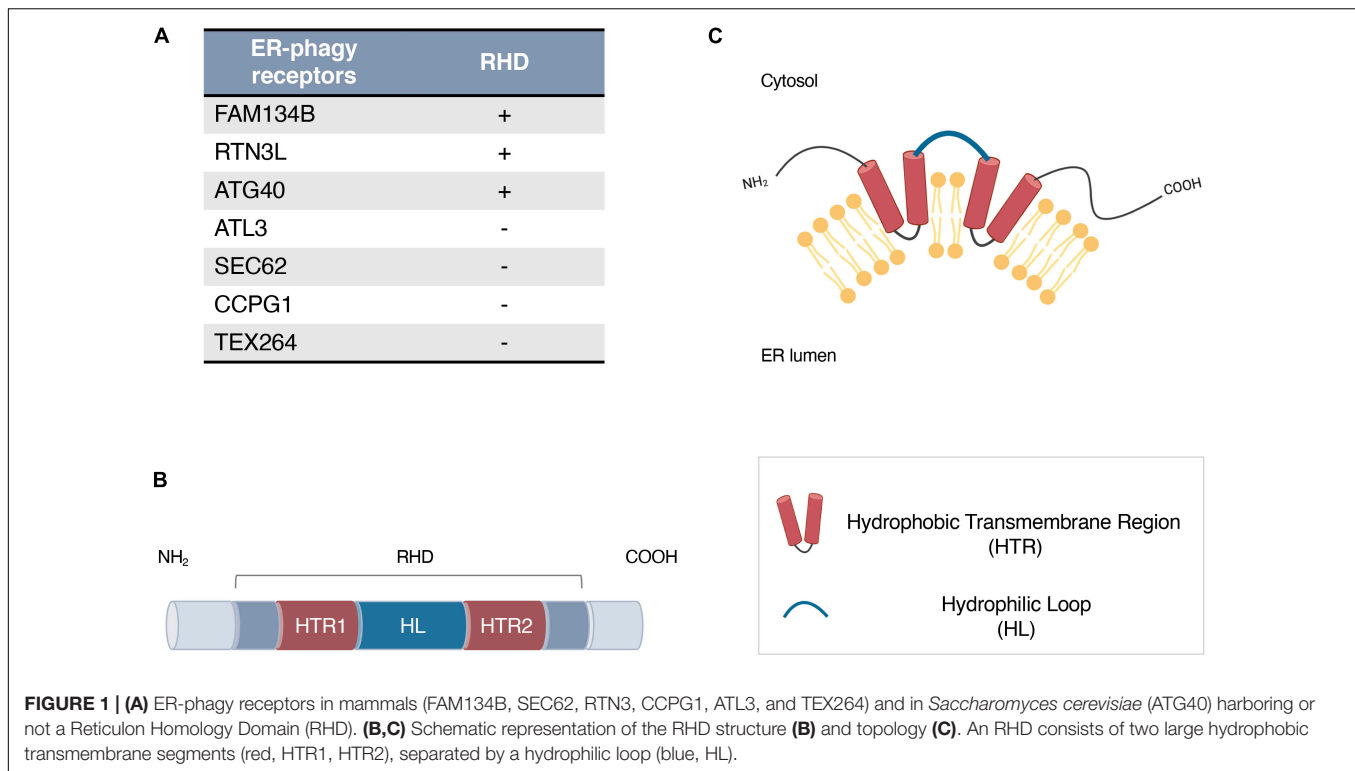 A
ER-phagy
receptors
RHD
FAM134B +
RTN3L +
ATG40 +
ATL3 -
SEC62 -
CCPG1 -
TEX264 -
B
NH₂
RHD
COOH
HTR1 HL HTR2
C
Cytosol
NH₂
COOH
ER lumen
Hydrophobic Transmembrane Region
(HTR)
Hydrophilic Loop
(HL)
FIGURE 1 | (A) ER-phagy receptors in mammals (FAM134B, SEC62, RTN3, CCPG1, ATL3, and TEX264) and in Saccharomyces cerevisiae (ATG40) harboring or
not a Reticulon Homology Domain (RHD). (B,C) Schematic representation of the RHD structure (B) and topology (C). An RHD consists of two large hydrophobic
transmembrane segments (red, HTR1, HTR2), separated by a hydrophilic loop (blue, HL).